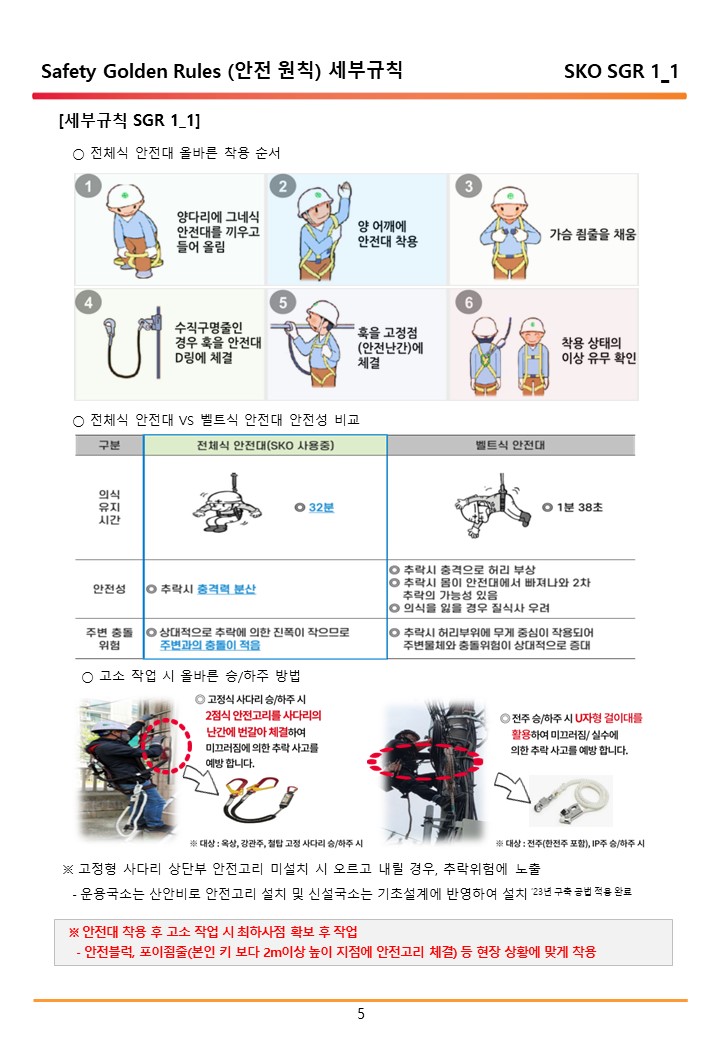 Safety Golden Rules (안전 원칙) 세부규칙
SKO SGR 1_1
[세부규칙 SGR 1_1]
○ 전체식 안전대 올바른 착용 순서
1
양다리에 그네식
안전대를 끼우고
들어 올림
2
양 어깨에
안전대 착용
3
가슴 죔줄을 채움
4
수직구명줄인
경우 훅을 안전대
D링에 체결
5
훅을 고정점
(안전난간)에
체결
6
착용 상태의
이상 유무 확인
○ 전체식 안전대 VS 벨트식 안전대 안전성 비교
구분
전체식 안전대(SKO 사용중)
벨트식 안전대
의식
유지
시간
◎ 32분
◎ 1분 38초
안전성
◎ 추락시 충격력 분산
◎ 추락시 충격으로 허리 부상
◎ 추락시 몸이 안전대에서 빠져나와 2차
추락의 가능성 있음
◎ 의식을 잃을 경우 질식사 우려
주변 충돌
위험
◎ 상대적으로 추락에 의한 진폭이 작으므로
주변과의 충돌이 적음
◎ 추락시 허리부위에 무게 중심이 작용되어
주변물체와 충돌위험이 상대적으로 증대
○ 고소 작업 시 올바른 승/하주 방법
◎ 고정식 사다리 승/하주 시
2점식 안전고리를 사다리의
난간에 번갈아 체결하여
미끄러짐에 의한 추락 사고를
예방 합니다.
※ 대상 : 옥상, 강관주, 철탑 고정 사다리 승/하주 시
◎ 전주 승/하주 시 U자형 걸이대를
활용하여 미끄러짐/ 실수에
의한 추락 사고를 예방 합니다.
※ 대상 : 전주(한전주 포함), IP주 승/하주 시
※ 고정형 사다리 상단부 안전고리 미설치 시 오르고 내릴 경우, 추락위험에 노출
- 운용국소는 산안비로 안전고리 설치 및 신설국소는 기초설계에 반영하여 설치 '23년 구축 공법 적용 완료
※ 안전대 착용 후 고소 작업 시 최하사점 확보 후 작업
- 안전블럭, 포이죔줄(본인 키 보다 2m이상 높이 지점에 안전고리 체결) 등 현장 상황에 맞게 착용
5